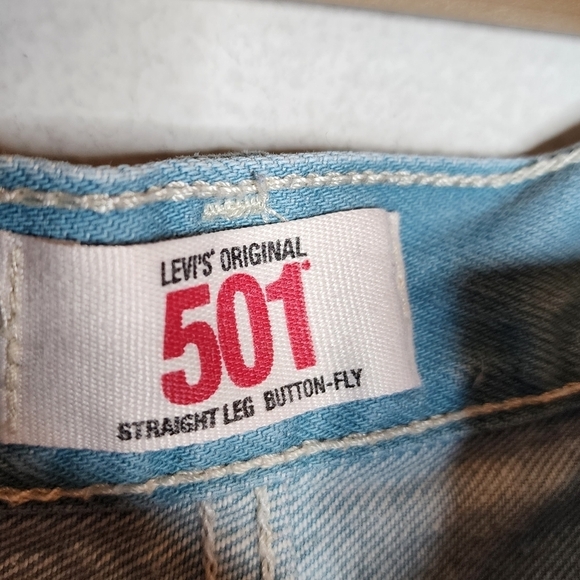 LEVI'S® ORIGINAL
501®
STRAIGHT LEG BUTTON-FLY